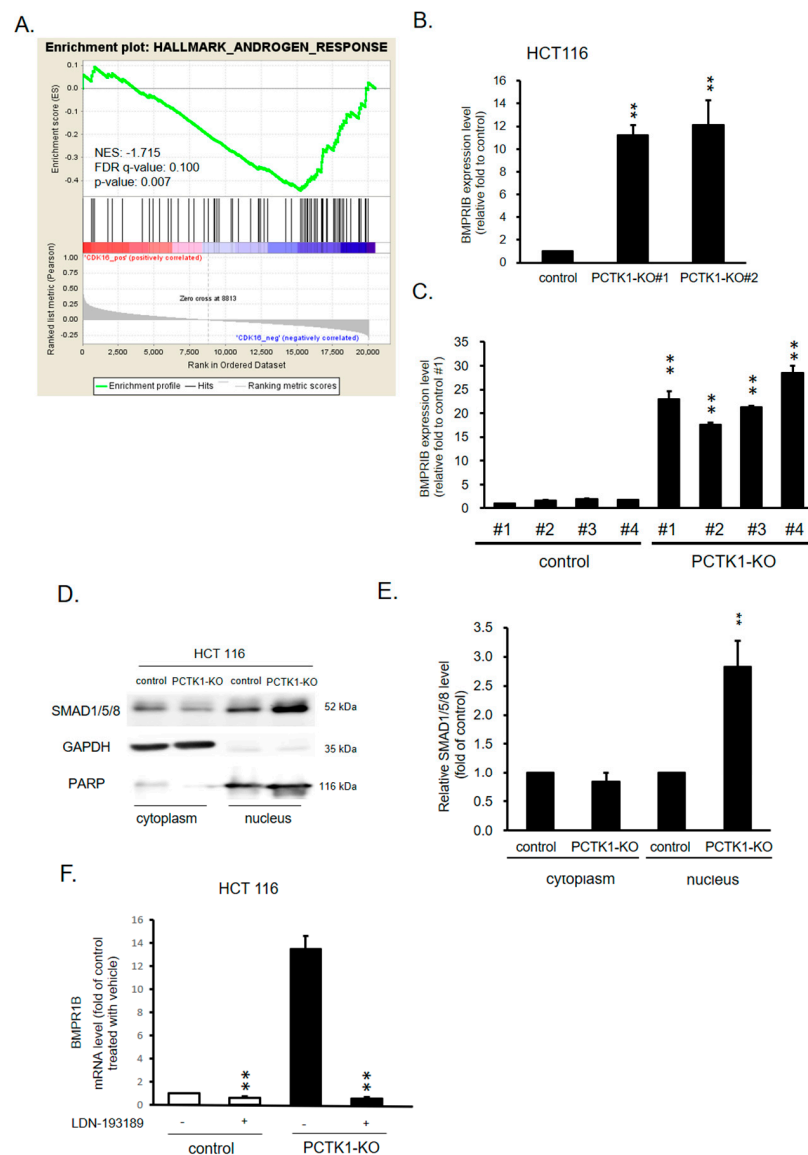 A.
Enrichment plot: HALLMARK_ANDROGEN_RESPONSE
Enrichment score (ES)
0.1
0.0
-0.1
-0.2
-0.3
-0.4
NES: -1.715
FDR q-value: 0.100
p-value: 0.007
Ranked list metric (Pearson)
1.00
0.75
0.50
0.25
0.00
-0.25
'CDK16_pos' (positively correlated)
Zero cross at 8813
'CDK16_neg' (negatively correlated)
0 2,500 5,000 7,500 10,000 12,500 15,000 17,500 20,000
Rank in Ordered Dataset
Enrichment profile Hits Ranking metric scores
B.
HCT116
BMPRIB expression level
(relative fold to control)
16
14
12
10
8
6
4
2
0
** **
control PCTK1-KO#1 PCTK1-KO#2
C.
BMPRIB expression level
(relative fold to control #1)
35
30
25
20
15
10
5
0
** ** ** **
#1 #2 #3 #4 #1 #2 #3 #4
control PCTK1-KO
D.
HCT 116
control PCTK1-KO control PCTK1-KO
SMAD1/5/8 52 kDa
GAPDH 35 kDa
PARP 116 kDa
cytoplasm nucleus
E.
Relative SMAD1/5/8 level
(fold of control)
3.5
3.0
2.5
2.0
1.5
1.0
0.5
0.0
**
control PCTK1-KO control PCTK1-KO
cytoplasm nucleus
F.
HCT 116
BMPR1B
mRNA level (fold of control
treated with vehicle)
16
14
12
10
8
6
4
2
0
** **
LDN-193189 - + - +
control PCTK1-KO